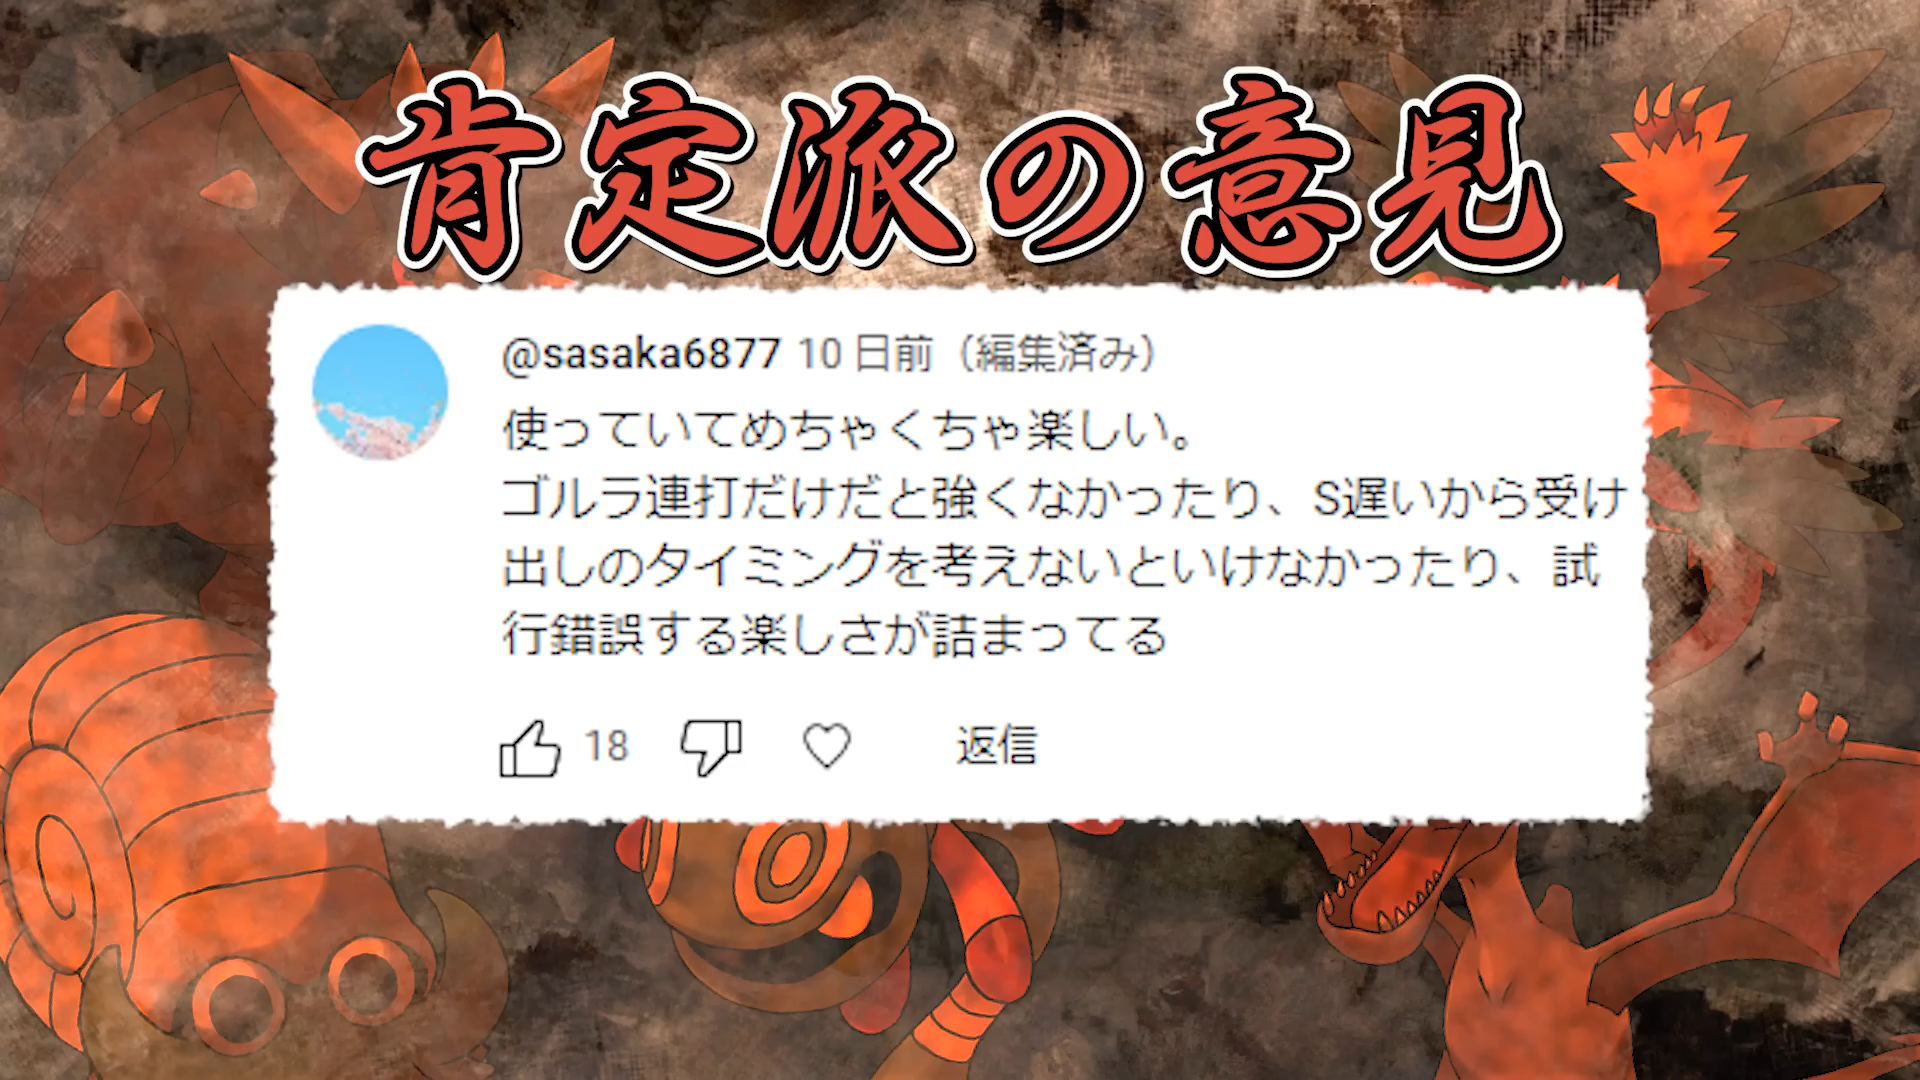 肯定派の意見
@sasaka6877 10 日前（編集済み）
使っていてめちゃくちゃ楽しい。
ゴルラ連打だけだと強くなかったり、S遅いから受け
出しのタイミングを考えないといけなかったり、試
行錯誤する楽しさが詰まってる
18 返信